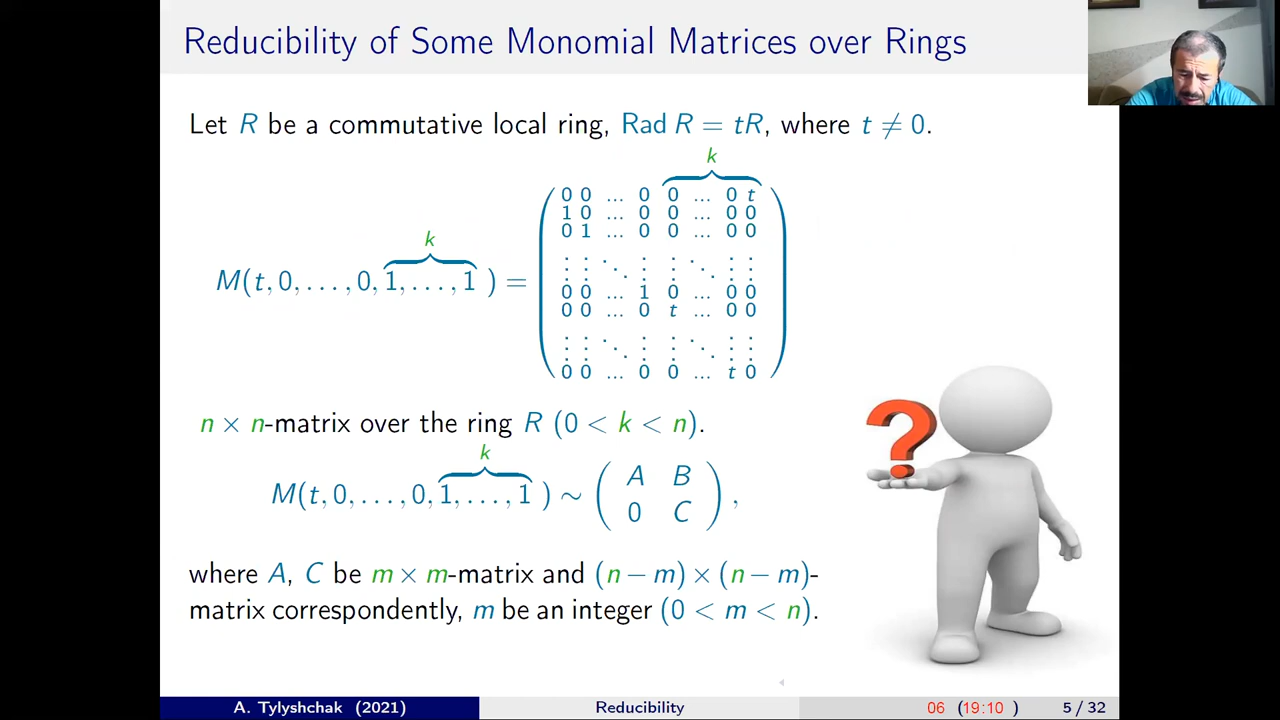 Reducibility of Some Monomial Matrices over Rings
Let R be a commutative local ring, Rad R = tR, where t ≠ 0.
k
k
M(t, 0, . . . , 0, 1, . . . , 1 ) =
0 0 ... 0 0 ... 0 t
1 0 ... 0 0 ... 0 0
0 1 ... 0 0 ... 0 0
⋮ ⋮ ⋱ ⋮ ⋮ ⋱ ⋮ ⋮
0 0 ... 1 0 ... 0 0
0 0 ... 0 t ... 0 0
⋮ ⋮ ⋱ ⋮ ⋮ ⋱ ⋮ ⋮
0 0 ... 0 0 ... t 0
n × n-matrix over the ring R (0 < k < n).
k
M(t, 0, . . . , 0, 1, . . . , 1 ) ∼ ( A B
0 C ) ,
where A, C be m × m-matrix and (n − m) × (n − m)-
matrix correspondently, m be an integer (0 < m < n).
?
A. Tylyshchak (2021) Reducibility 06 (19:10 ) 5 / 32